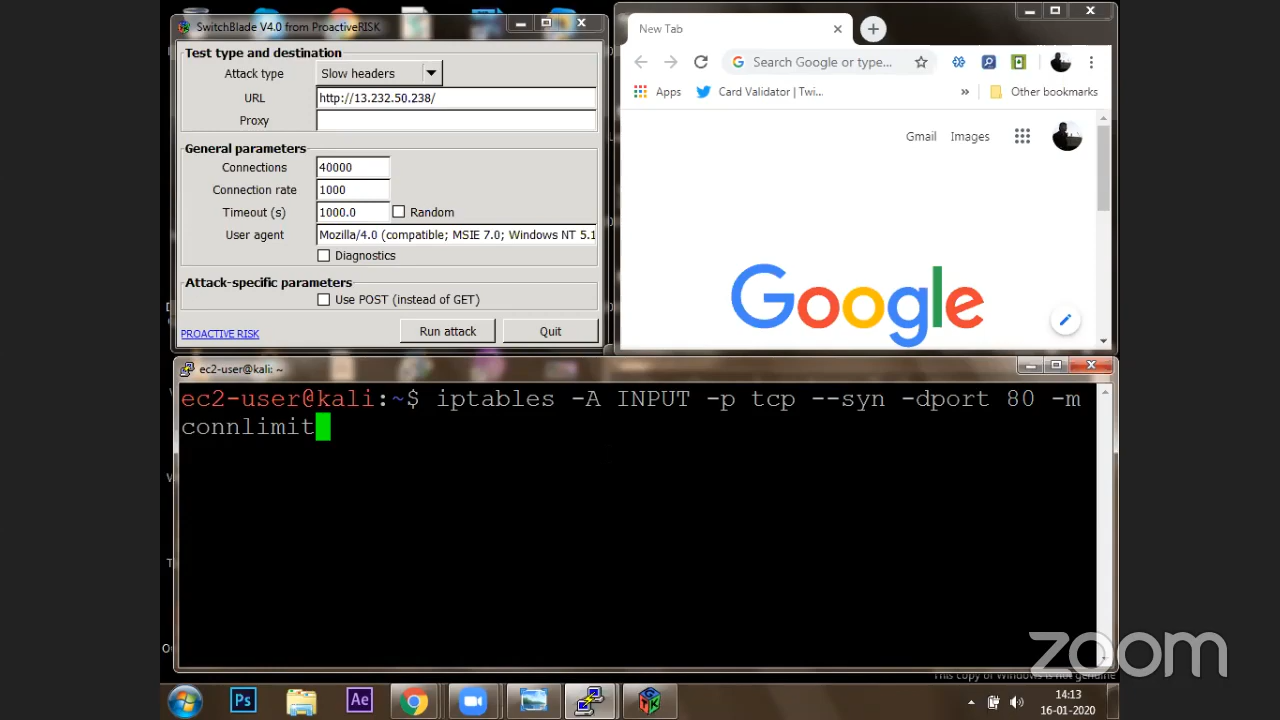 SwitchBlade V4.0 from ProactiveRISK
Test type and destination
Attack type Slow headers
URL http://13.232.50.238/
Proxy
General parameters
Connections 40000
Connection rate 1000
Timeout (s) 1000.0 Random
User agent Mozilla/4.0 (compatible; MSIE 7.0; Windows NT 5.1
Diagnostics
Attack-specific parameters
Use POST (instead of GET)
PROACTIVE RISK Run attack Quit
New Tab
Search Google or type...
Apps Card Validator | Twi... » Other bookmarks
Gmail Images
Google
ec2-user@kali: ~
ec2-user@kali:~$ iptables -A INPUT -p tcp --syn -dport 80 -m
connlimit
zoom
This copy of Windows is not genuine
Ps Ae
14:13
16-01-2020